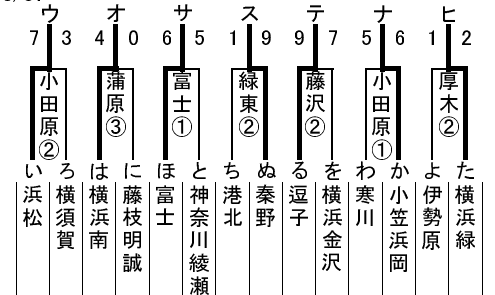 ウ オ サ ス テ ナ ヒ
7 3 4 0 6 5 1 9 9 7 5 6 1 2
小田原② 蒲原③ 富士① 緑東② 藤沢② 小田原① 厚木②
い ろ は に ほ と ち ぬ る を わ か よ た
浜松 横須賀 横浜南 藤枝明誠 富士 神奈川綾瀬 港北 秦野 逗子 横浜金沢 寒川 小笠浜岡 伊勢原 横浜緑